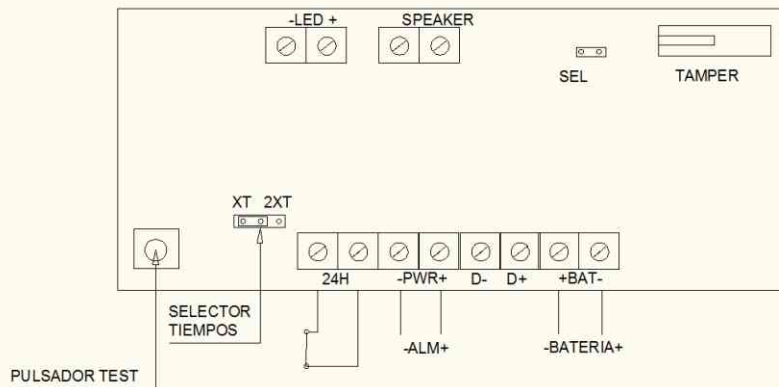 -LED + SPEAKER
SEL TAMPER
XT 2XT
24H -PWR+ D- D+ +BAT-
SELECTOR
TIEMPOS
-ALM+ -BATERIA+
PULSADOR TEST